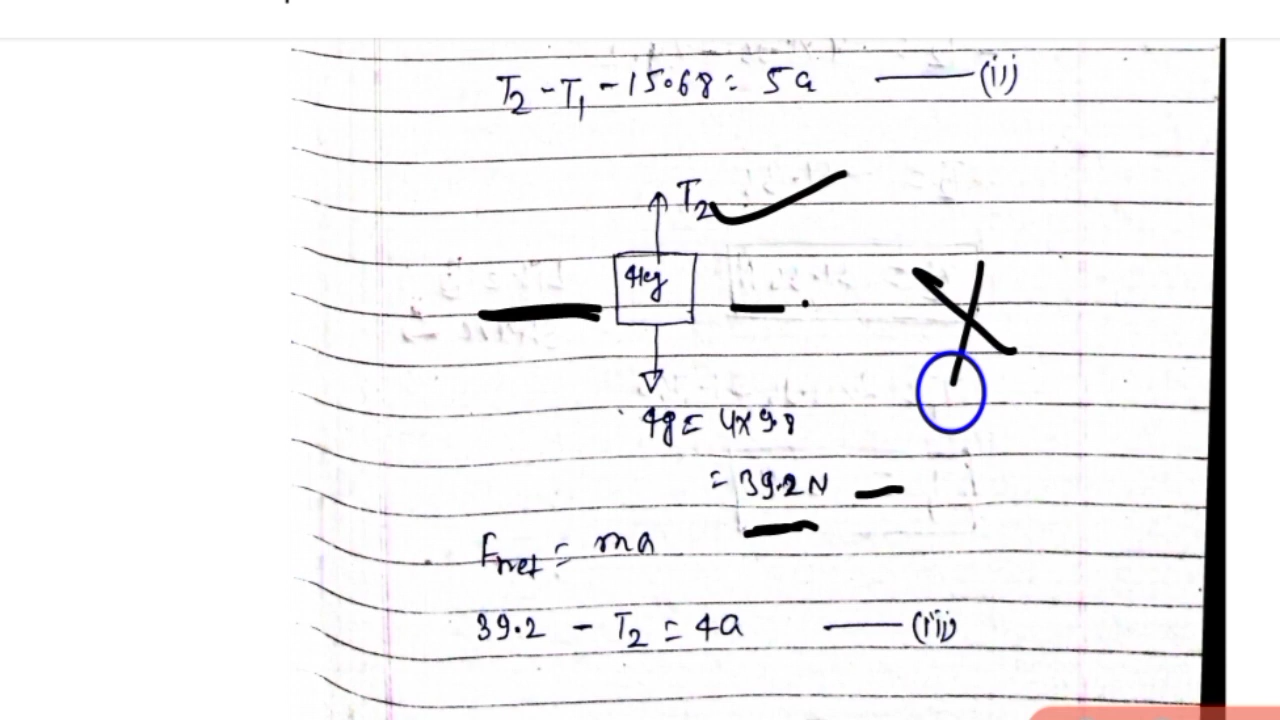 T₂ - T₁ - 15.68 = 5a —— (ii)
T₂
4kg
4g = 4×9.8
= 39.2N
Fnet = ma
39.2 - T₂ = 4a —— (iii)